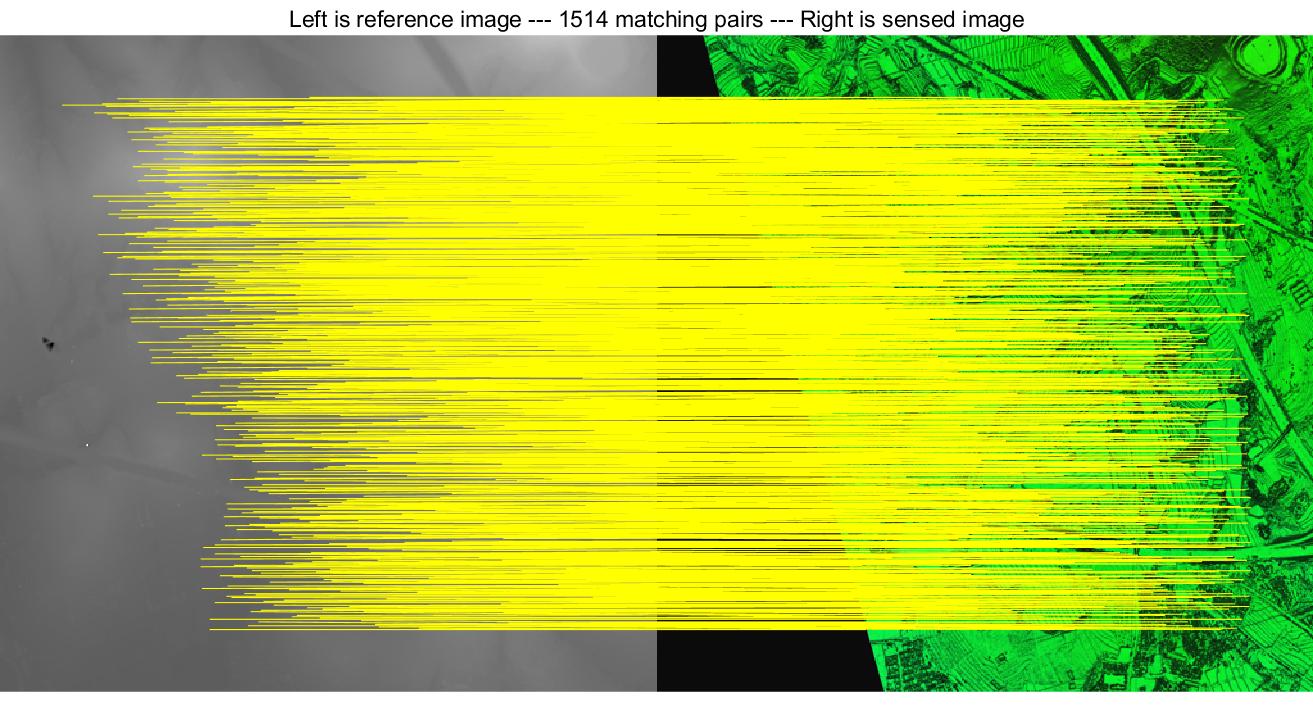 Left is reference image --- 1514 matching pairs --- Right is sensed image